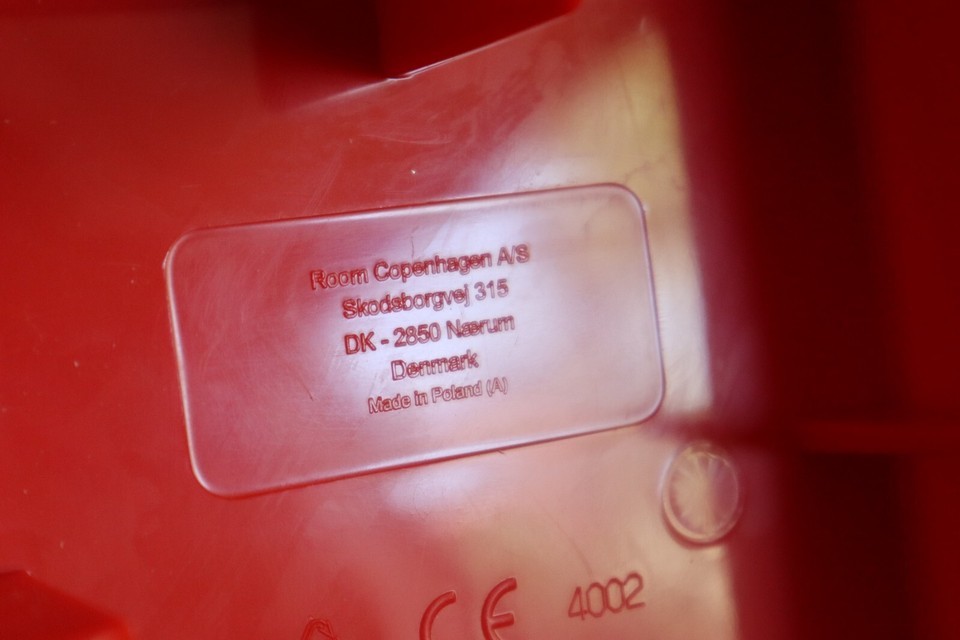 Room Copenhagen A/S
Skodsborgvej 315
DK - 2850 Nærum
Denmark
Made in Poland (A)
CE 4002